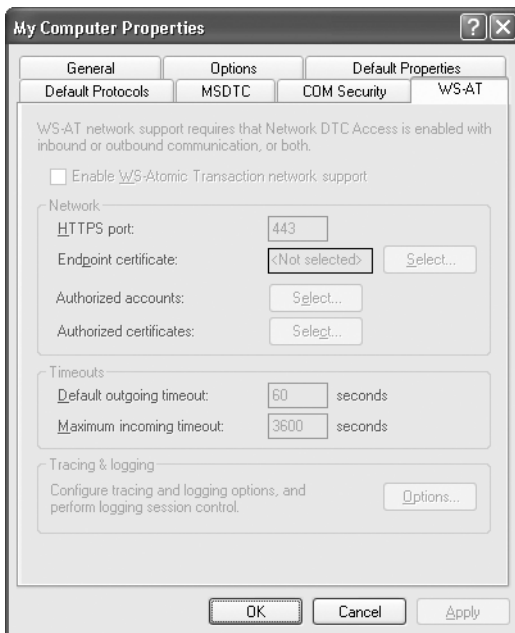 My Computer Properties
General Options Default Properties
Default Protocols MSDTC COM Security WS-AT
WS-AT network support requires that Network DTC Access is enabled with
inbound or outbound communication, or both.
Enable WS-Atomic Transaction network support
Network
HTTPS port: 443
Endpoint certificate: <Not selected> Select...
Authorized accounts: Select...
Authorized certificates: Select...
Timeouts
Default outgoing timeout: 60 seconds
Maximum incoming timeout: 3600 seconds
Tracing & logging
Configure tracing and logging options, and
perform logging session control. Options...
OK Cancel Apply